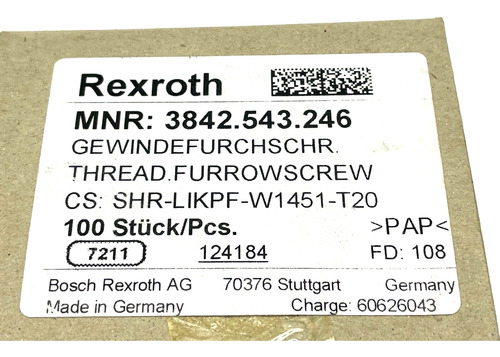 Rexroth
MNR: 3842.543.246
GEWINDEFURCHSCHR.
THREAD.FURROWSCREW
CS: SHR-LIKPF-W1451-T20
100 Stück/Pcs. >PAP<
7211 124184 FD: 108
Bosch Rexroth AG 70376 Stuttgart Germany
Made in Germany Charge: 60626043